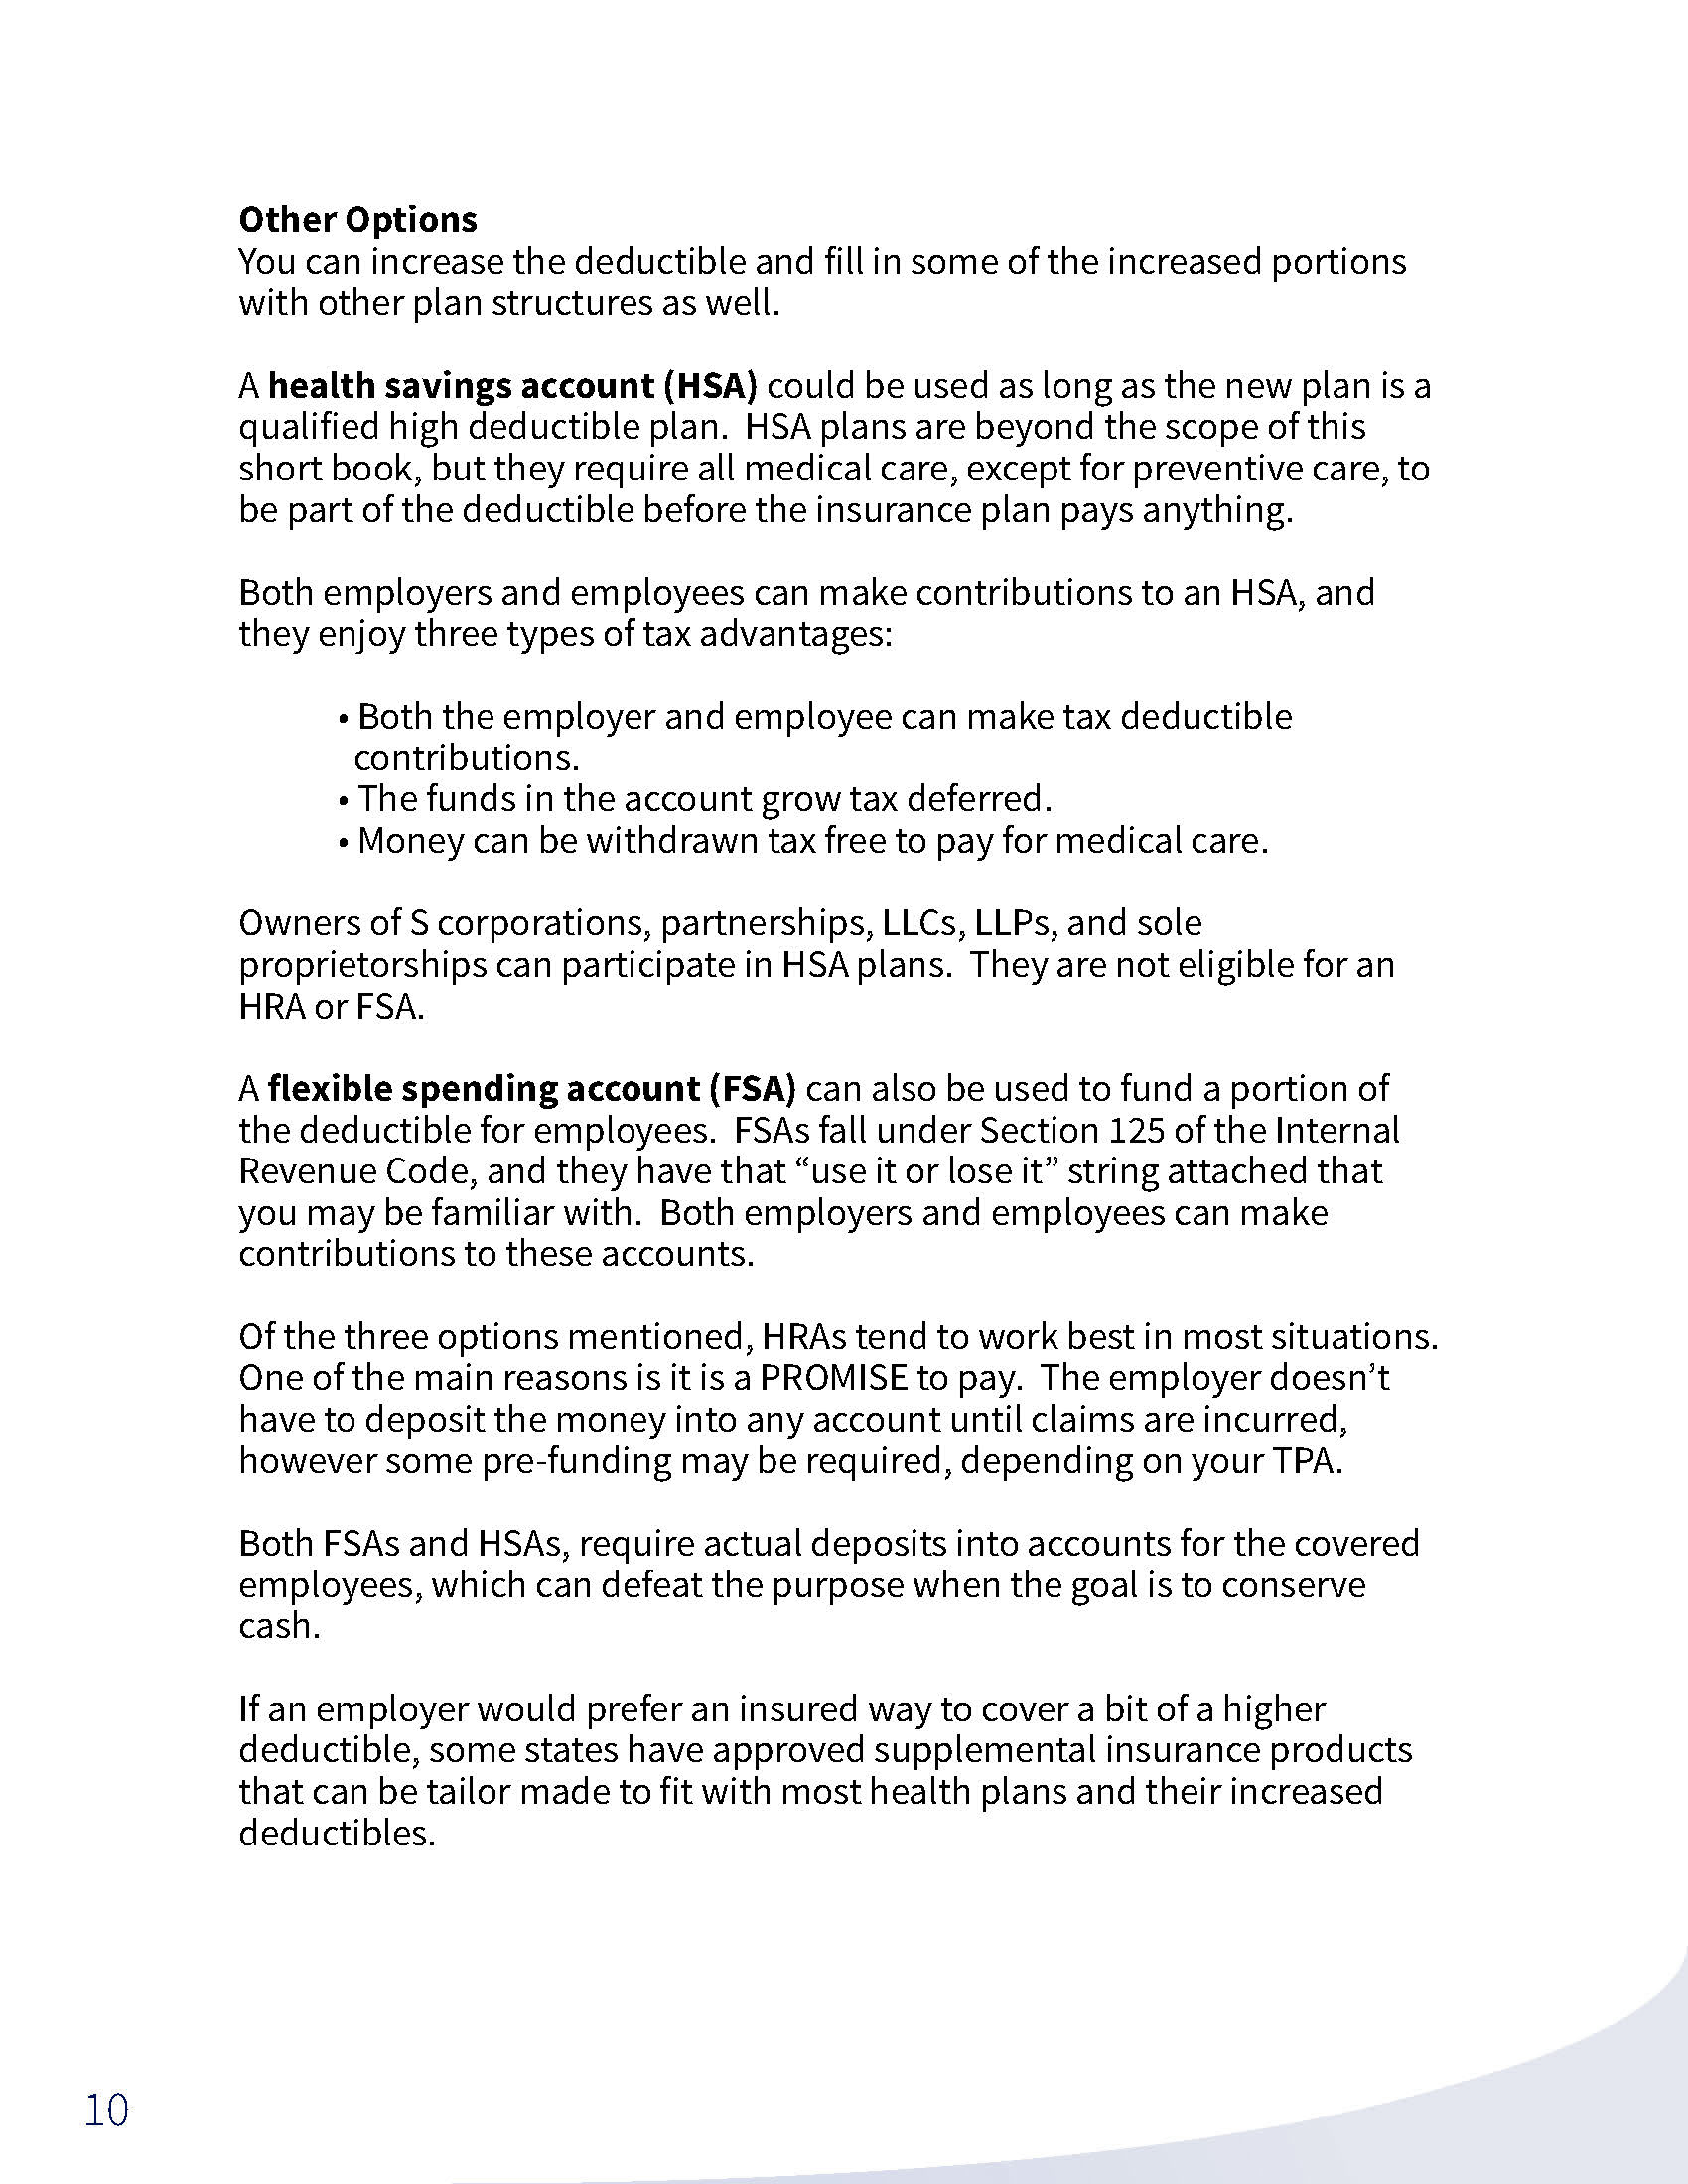 Other Options
You can increase the deductible and fill in some of the increased portions
with other plan structures as well.
A health savings account (HSA) could be used as long as the new plan is a
qualified high deductible plan.  HSA plans are beyond the scope of this
short book, but they require all medical care, except for preventive care, to
be part of the deductible before the insurance plan pays anything.
Both employers and employees can make contributions to an HSA, and
they enjoy three types of tax advantages:
• Both the employer and employee can make tax deductible
contributions.
• The funds in the account grow tax deferred.
• Money can be withdrawn tax free to pay for medical care.
Owners of S corporations, partnerships, LLCs, LLPs, and sole
proprietorships can participate in HSA plans.  They are not eligible for an
HRA or FSA.
A flexible spending account (FSA) can also be used to fund a portion of
the deductible for employees.  FSAs fall under Section 125 of the Internal
Revenue Code, and they have that “use it or lose it” string attached that
you may be familiar with.  Both employers and employees can make
contributions to these accounts.
Of the three options mentioned, HRAs tend to work best in most situations.
One of the main reasons is it is a PROMISE to pay.  The employer doesn’t
have to deposit the money into any account until claims are incurred,
however some pre-funding may be required, depending on your TPA.
Both FSAs and HSAs, require actual deposits into accounts for the covered
employees, which can defeat the purpose when the goal is to conserve
cash.
If an employer would prefer an insured way to cover a bit of a higher
deductible, some states have approved supplemental insurance products
that can be tailor made to fit with most health plans and their increased
deductibles.
10